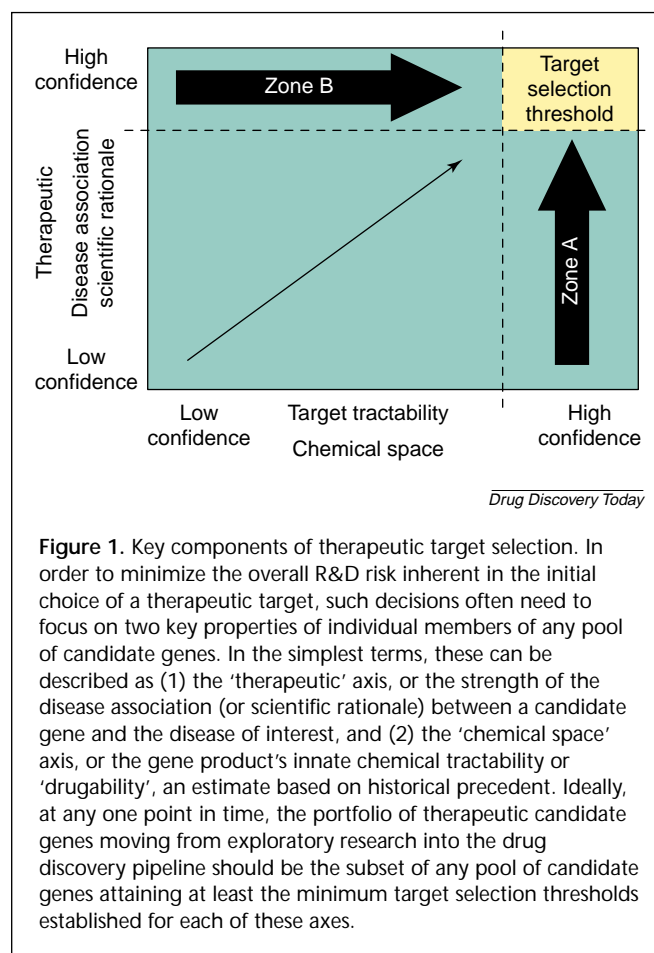 High
confidence
Zone B
Target
selection
threshold
Therapeutic
Disease association
scientific rationale
Zone A
Low
confidence
Low
confidence
Target tractability
Chemical space
High
confidence
Drug Discovery Today
Figure 1. Key components of therapeutic target selection. In
order to minimize the overall R&D risk inherent in the initial
choice of a therapeutic target, such decisions often need to
focus on two key properties of individual members of any pool
of candidate genes. In the simplest terms, these can be
described as (1) the ‘therapeutic’ axis, or the strength of the
disease association (or scientific rationale) between a candidate
gene and the disease of interest, and (2) the ‘chemical space’
axis, or the gene product’s innate chemical tractability or
‘drugability’, an estimate based on historical precedent. Ideally,
at any one point in time, the portfolio of therapeutic candidate
genes moving from exploratory research into the drug
discovery pipeline should be the subset of any pool of candidate
genes attaining at least the minimum target selection thresholds
established for each of these axes.